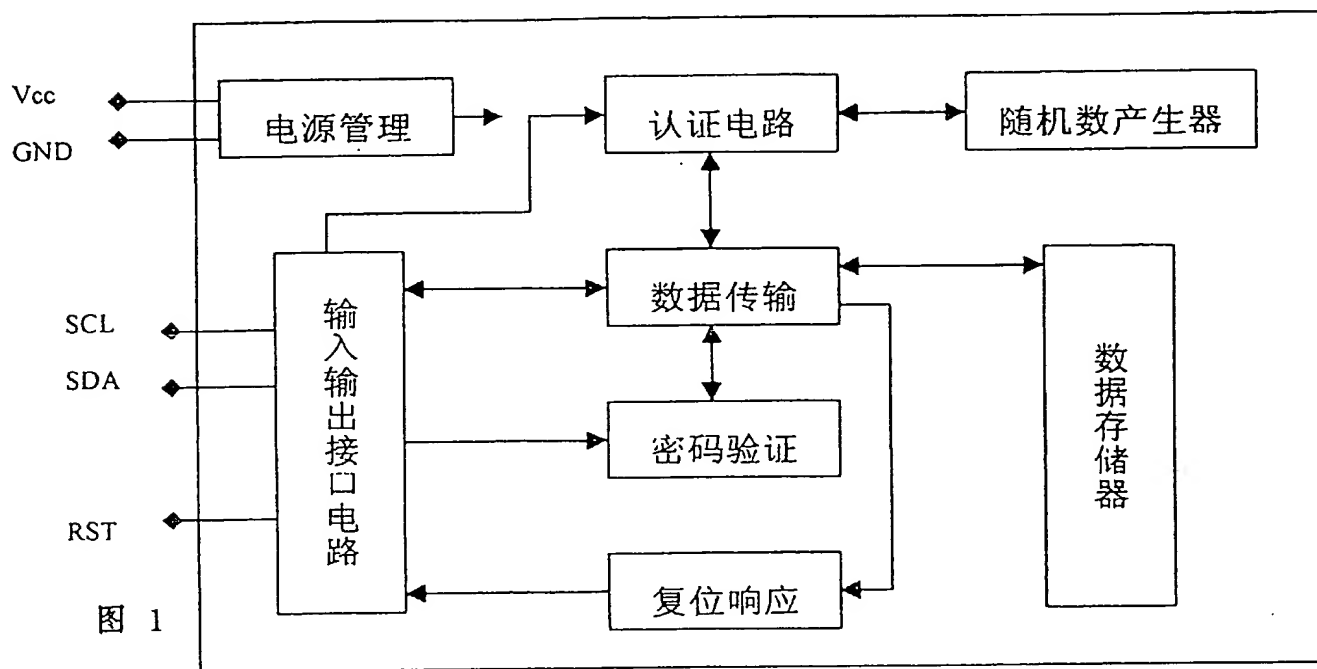 Vcc
GND
电源管理
认证电路
随机数产生器
SCL
SDA
RST
输入输出接口电路
数据传输
密码验证
复位响应
数据存储器
图 1